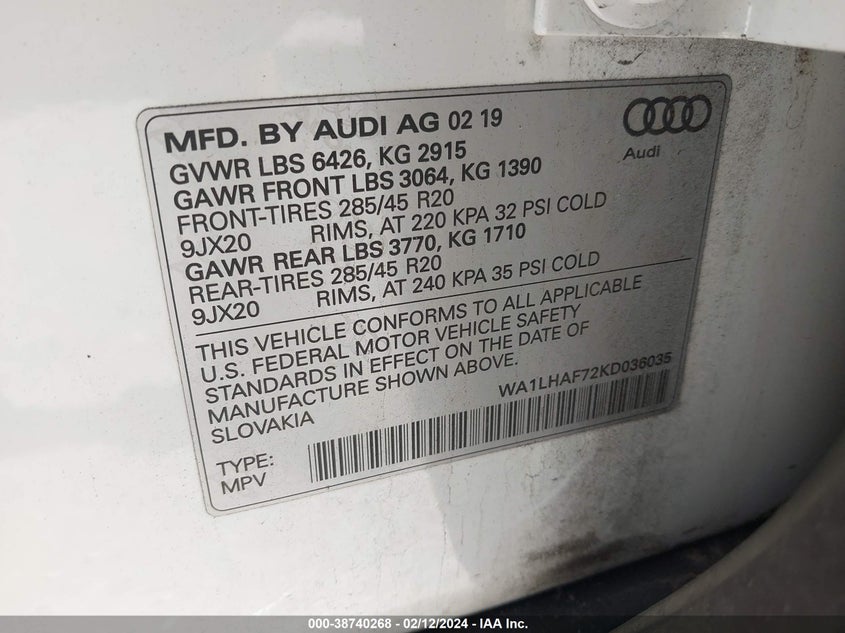 MFD. BY AUDI AG 02 19
Audi
GVWR LBS 6426, KG 2915
GAWR FRONT LBS 3064, KG 1390
FRONT-TIRES 285/45 R20
9JX20 RIMS, AT 220 KPA 32 PSI COLD
GAWR REAR LBS 3770, KG 1710
REAR-TIRES 285/45 R20
9JX20 RIMS, AT 240 KPA 35 PSI COLD
THIS VEHICLE CONFORMS TO ALL APPLICABLE
U.S. FEDERAL MOTOR VEHICLE SAFETY
STANDARDS IN EFFECT ON THE DATE OF
MANUFACTURE SHOWN ABOVE.
SLOVAKIA
WA1LHAF72KD036035
TYPE:
MPV
000-38740268 - 02/12/2024 - IAA Inc.